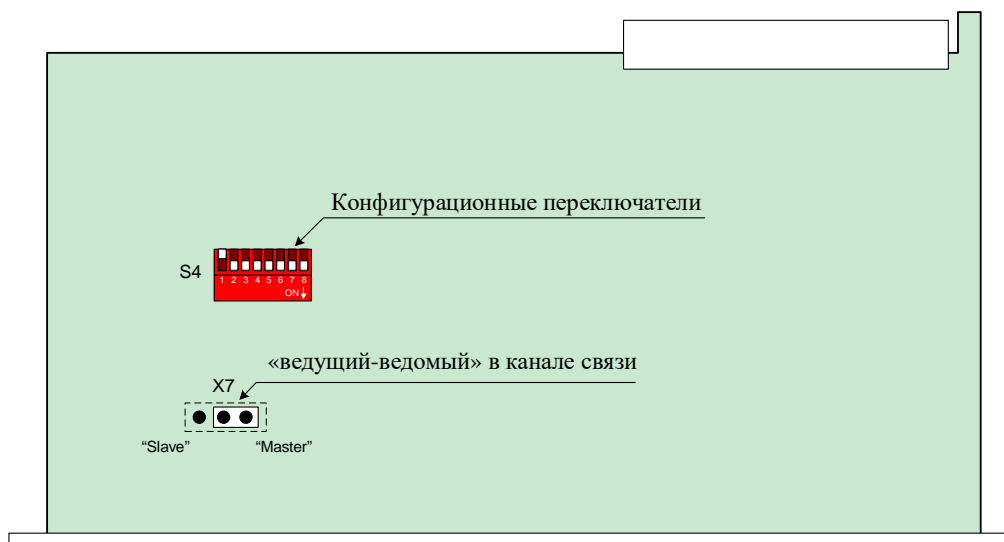 Конфигурационные переключатели
S4
1 2 3 4 5 6 7 8
ON
«ведущий-ведомый» в канале связи
X7
“Slave” “Master”